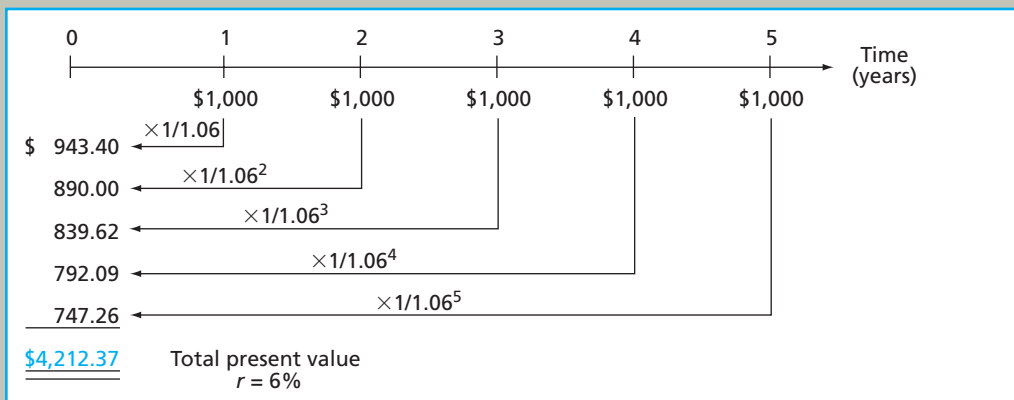 0 1 2 3 4 5
Time
(years)
$1,000 $1,000 $1,000 $1,000 $1,000
×1/1.06
$ 943.40
×1/1.06²
890.00
×1/1.06³
839.62
×1/1.06⁴
792.09
×1/1.06⁵
747.26
$4,212.37 Total present value
r = 6%